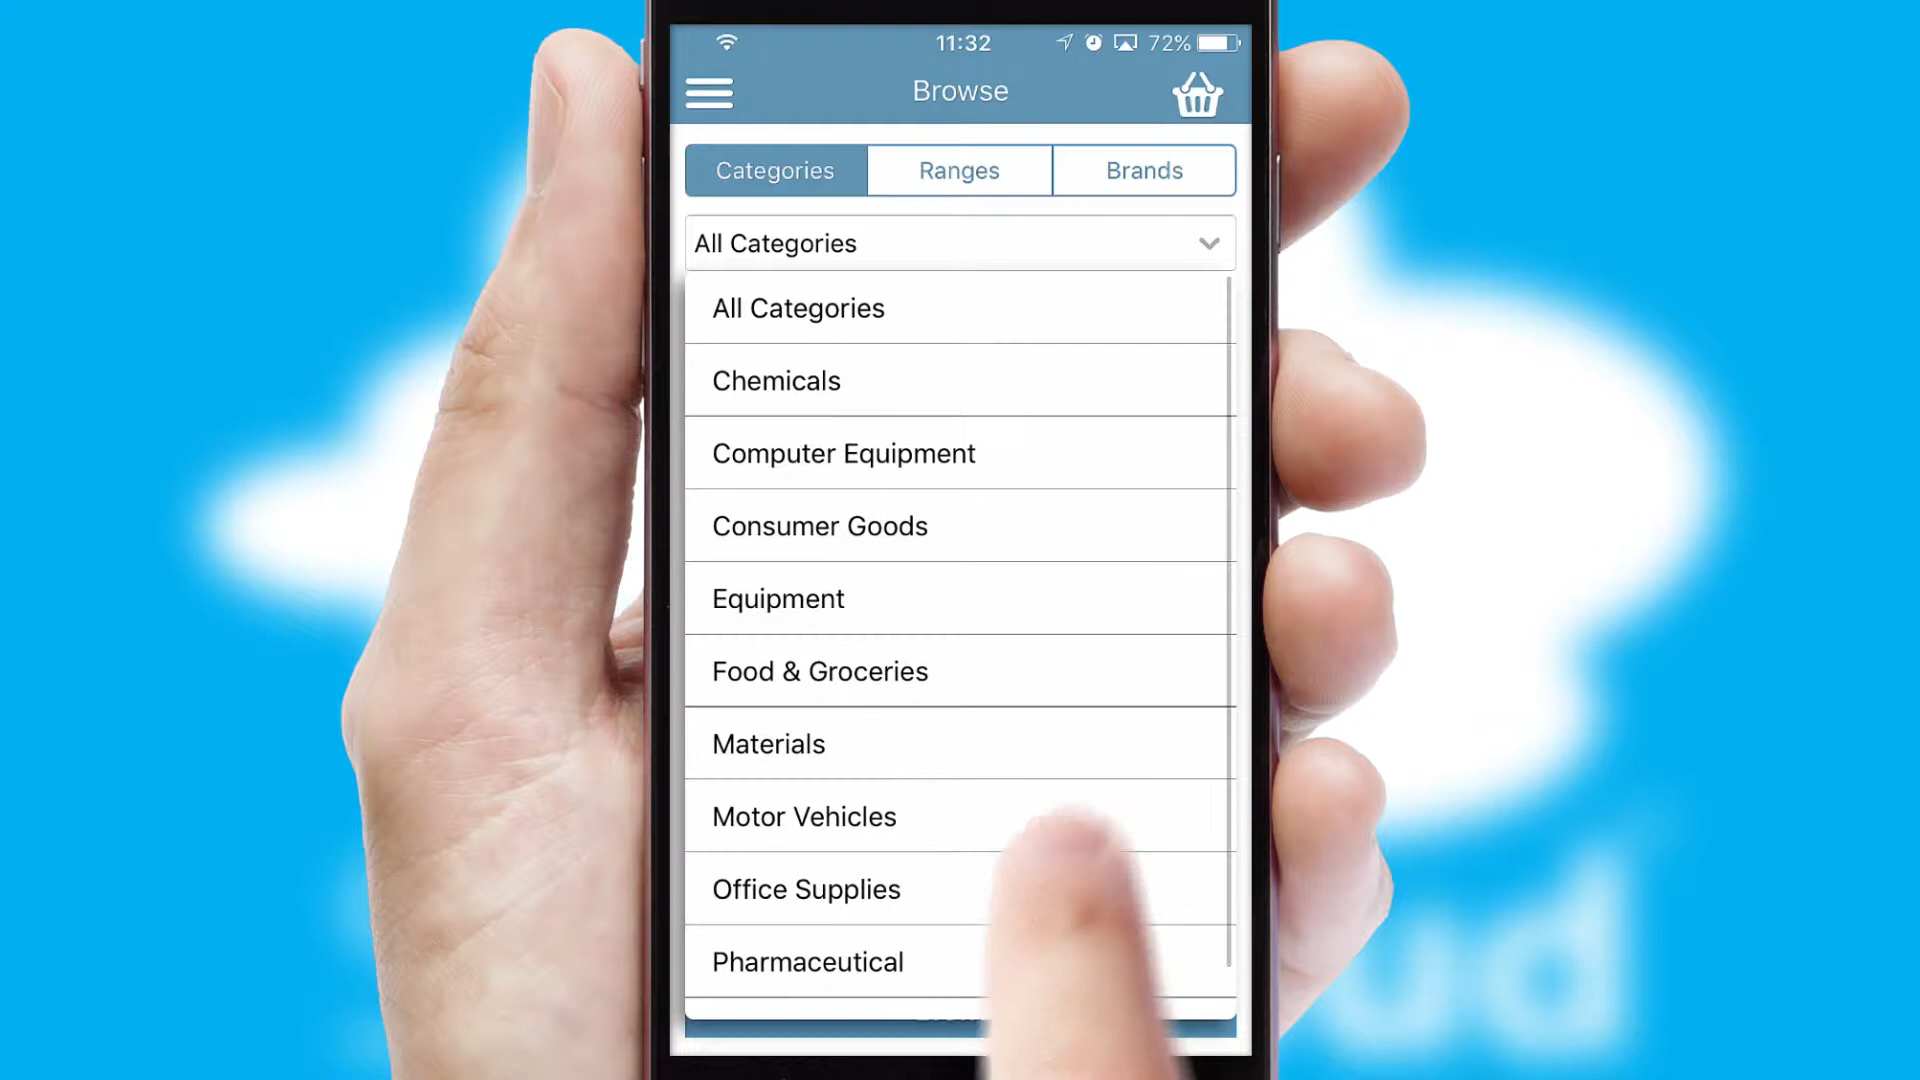 11:32
72%
Browse
Categories
Ranges
Brands
All Categories
All Categories
Chemicals
Computer Equipment
Consumer Goods
Equipment
Food & Groceries
Materials
Motor Vehicles
Office Supplies
Pharmaceutical